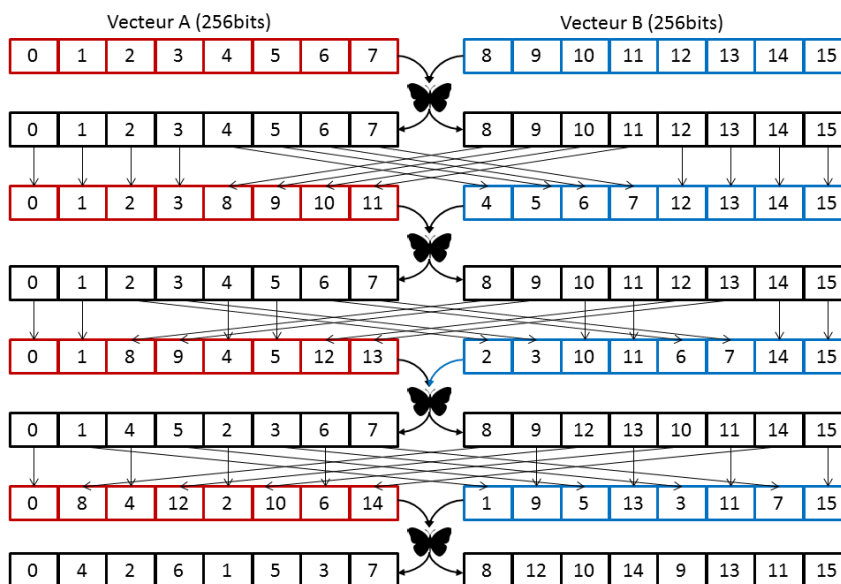 Vecteur A (256bits) Vecteur B (256bits)
0 1 2 3 4 5 6 7 8 9 10 11 12 13 14 15
0 1 2 3 4 5 6 7 8 9 10 11 12 13 14 15
0 1 2 3 8 9 10 11 4 5 6 7 12 13 14 15
0 1 2 3 4 5 6 7 8 9 10 11 12 13 14 15
0 1 8 9 4 5 12 13 2 3 10 11 6 7 14 15
0 1 4 5 2 3 6 7 8 9 12 13 10 11 14 15
0 8 4 12 2 10 6 14 1 9 5 13 3 11 7 15
0 4 2 6 1 5 3 7 8 12 10 14 9 13 11 15